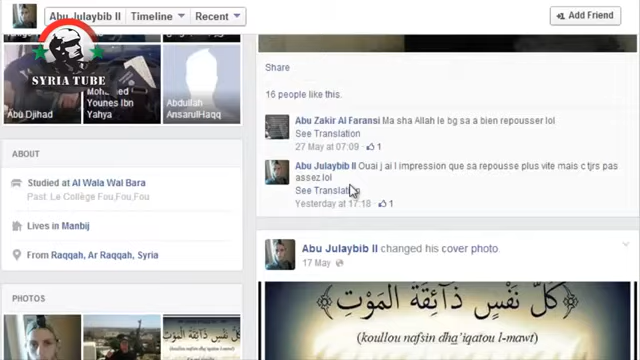 Abu Julaybib II
Timeline
Recent
Add Friend
SYRIA TUBE
Abu Djihad
Mohamed
Younes Ibn
Yahya
Abdullah
AnsarulHaqq
ABOUT
Studied at Al Wala Wal Bara
Past: Le Collège Fou,Fou,Fou
Lives in Manbij
From Raqqah, Ar Raqqah, Syria
PHOTOS
Share
16 people like this.
Abu Zakir Al Faransi Ma sha Allah le bg sa a bien repousser lol
See Translation
27 May at 07:09 · 1
Abu Julaybib II Ouai j ai l impression que sa repousse plus vite mais c tjrs pas
assez lol
See Translation
Yesterday at 17:18 · 1
Abu Julaybib II changed his cover photo.
17 May
كُلُّ نَفْسٍ ذَآئِقَةُ الْمَوْتِ
(koullou nafsin dha'iqatou l-mawt)